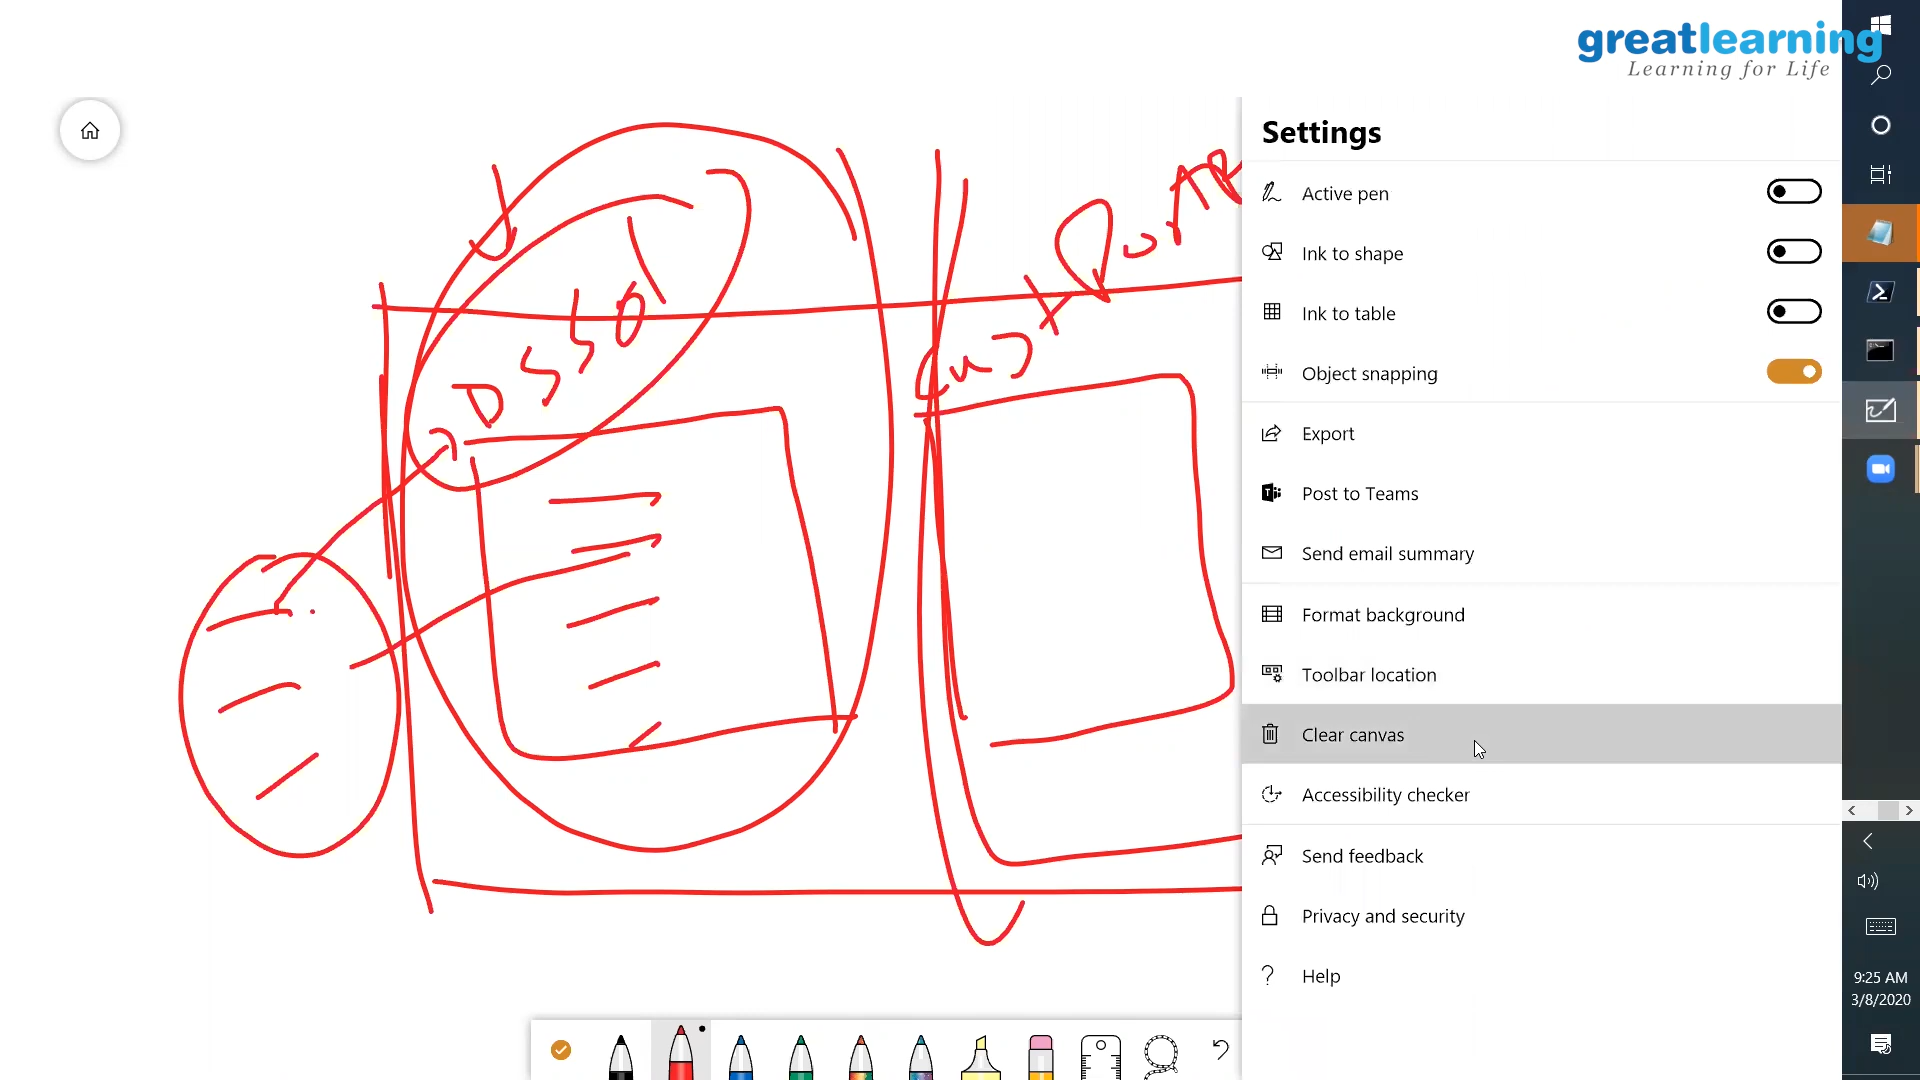 greatlearning
Learning for Life
Settings
Active pen
Ink to shape
Ink to table
Object snapping
Export
Post to Teams
Send email summary
Format background
Toolbar location
Clear canvas
Accessibility checker
Send feedback
Privacy and security
Help
9:25 AM
3/8/2020